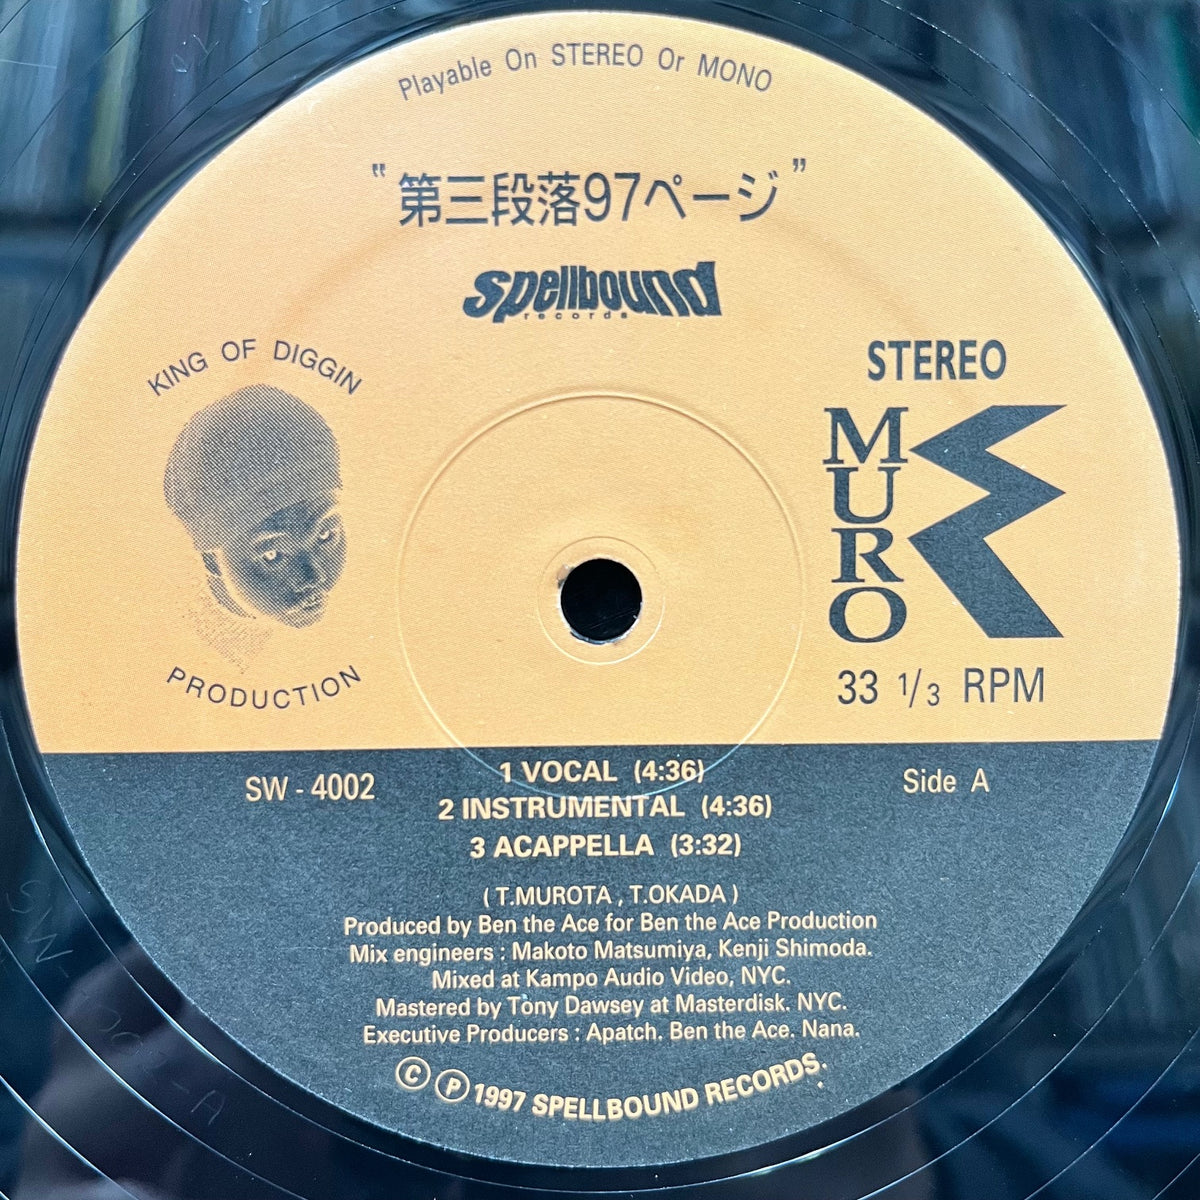 Playable On STEREO Or MONO
"第三段落97ページ"
spellbound
records
KING OF DIGGIN
PRODUCTION
STEREO
MURO
33 1/3 RPM
SW - 4002
Side A
1 VOCAL (4:36)
2 INSTRUMENTAL (4:36)
3 ACAPPELLA (3:32)
( T.MUROTA , T.OKADA )
Produced by Ben the Ace for Ben the Ace Production
Mix engineers : Makoto Matsumiya, Kenji Shimoda.
Mixed at Kampo Audio Video, NYC.
Mastered by Tony Dawsey at Masterdisk. NYC.
Executive Producers : Apatch. Ben the Ace. Nana.
© ℗ 1997 SPELLBOUND RECORDS.